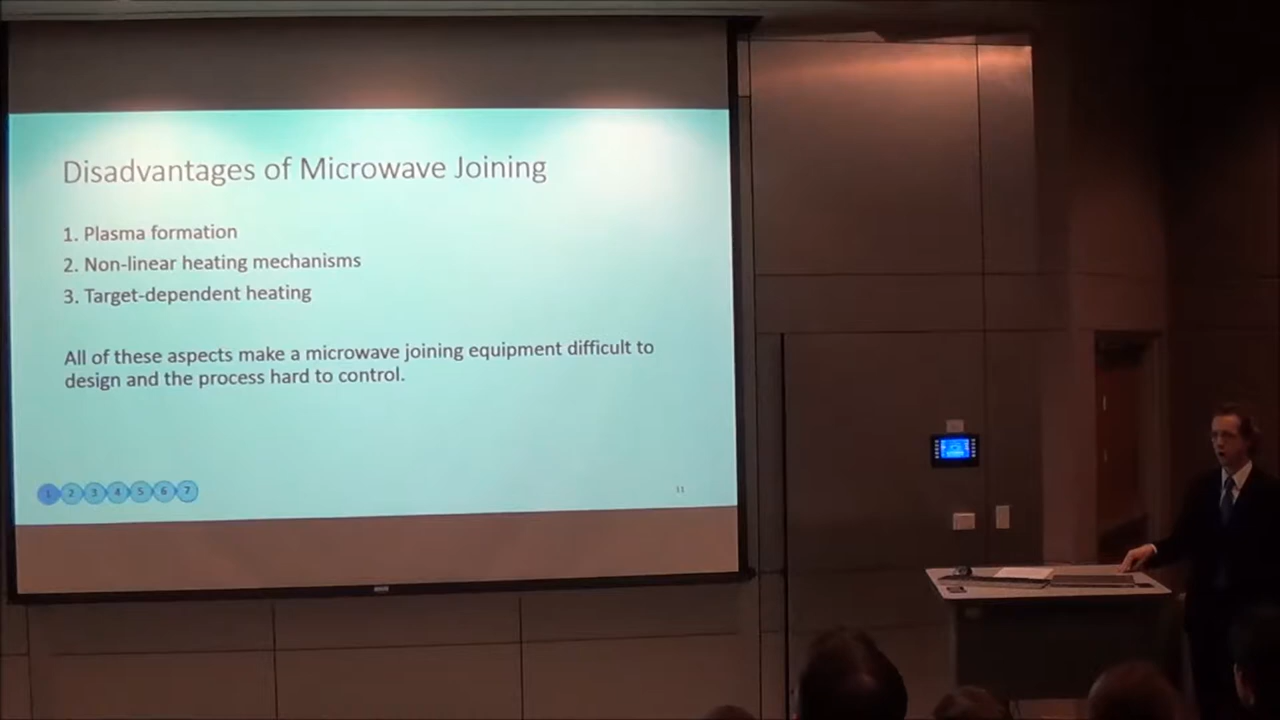 Disadvantages of Microwave Joining
1. Plasma formation
2. Non-linear heating mechanisms
3. Target-dependent heating
All of these aspects make a microwave joining equipment difficult to
design and the process hard to control.
1 2 3 4 5 6 7
11